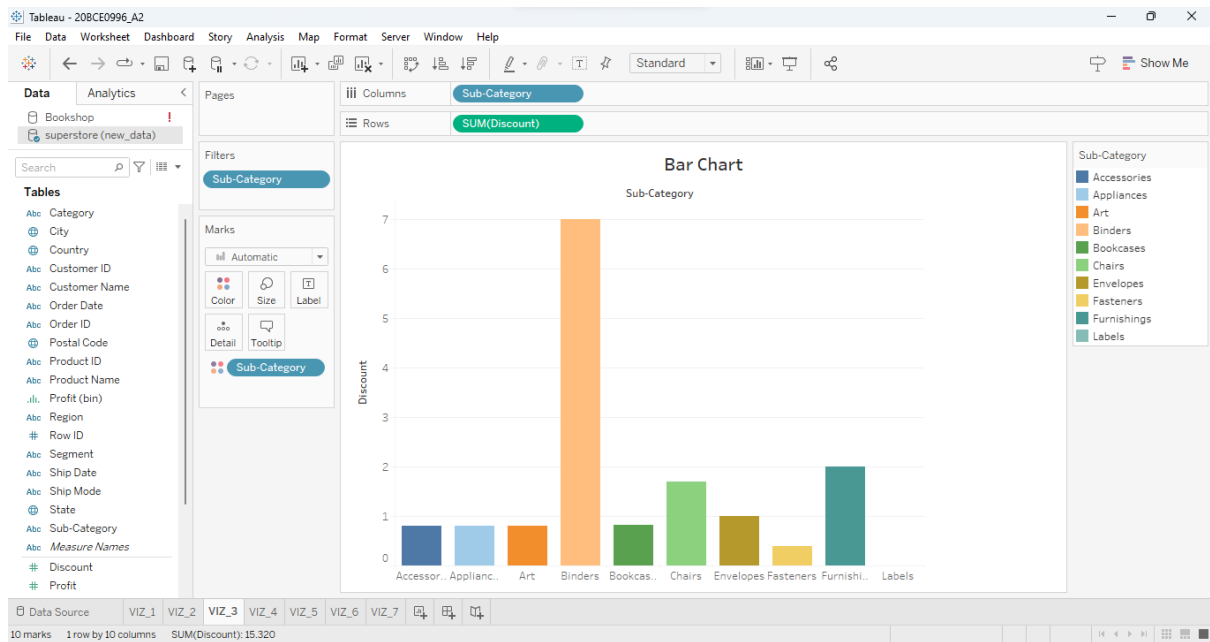 Tableau - 20BCE0996_A2
File Data Worksheet Dashboard Story Analysis Map Format Server Window Help
Standard
Show Me
Data Analytics
Bookshop !
superstore (new_data)
Search
Tables
Abc Category
City
Country
Abc Customer ID
Abc Customer Name
Abc Order Date
Abc Order ID
Postal Code
Abc Product ID
Abc Product Name
Profit (bin)
Abc Region
# Row ID
Abc Segment
Abc Ship Date
Abc Ship Mode
State
Abc Sub-Category
Abc Measure Names
# Discount
# Profit
Pages
Filters
Sub-Category
Marks
Automatic
Color Size Label
Detail Tooltip
Sub-Category
Columns Sub-Category
Rows SUM(Discount)
Bar Chart
Sub-Category
Discount
7
6
5
4
3
2
1
0
Accessor.. Applianc.. Art Binders Bookcas.. Chairs Envelopes Fasteners Furnishi.. Labels
Sub-Category
Accessories
Appliances
Art
Binders
Bookcases
Chairs
Envelopes
Fasteners
Furnishings
Labels
Data Source VIZ_1 VIZ_2 VIZ_3 VIZ_4 VIZ_5 VIZ_6 VIZ_7
10 marks 1 row by 10 columns SUM(Discount): 15.320